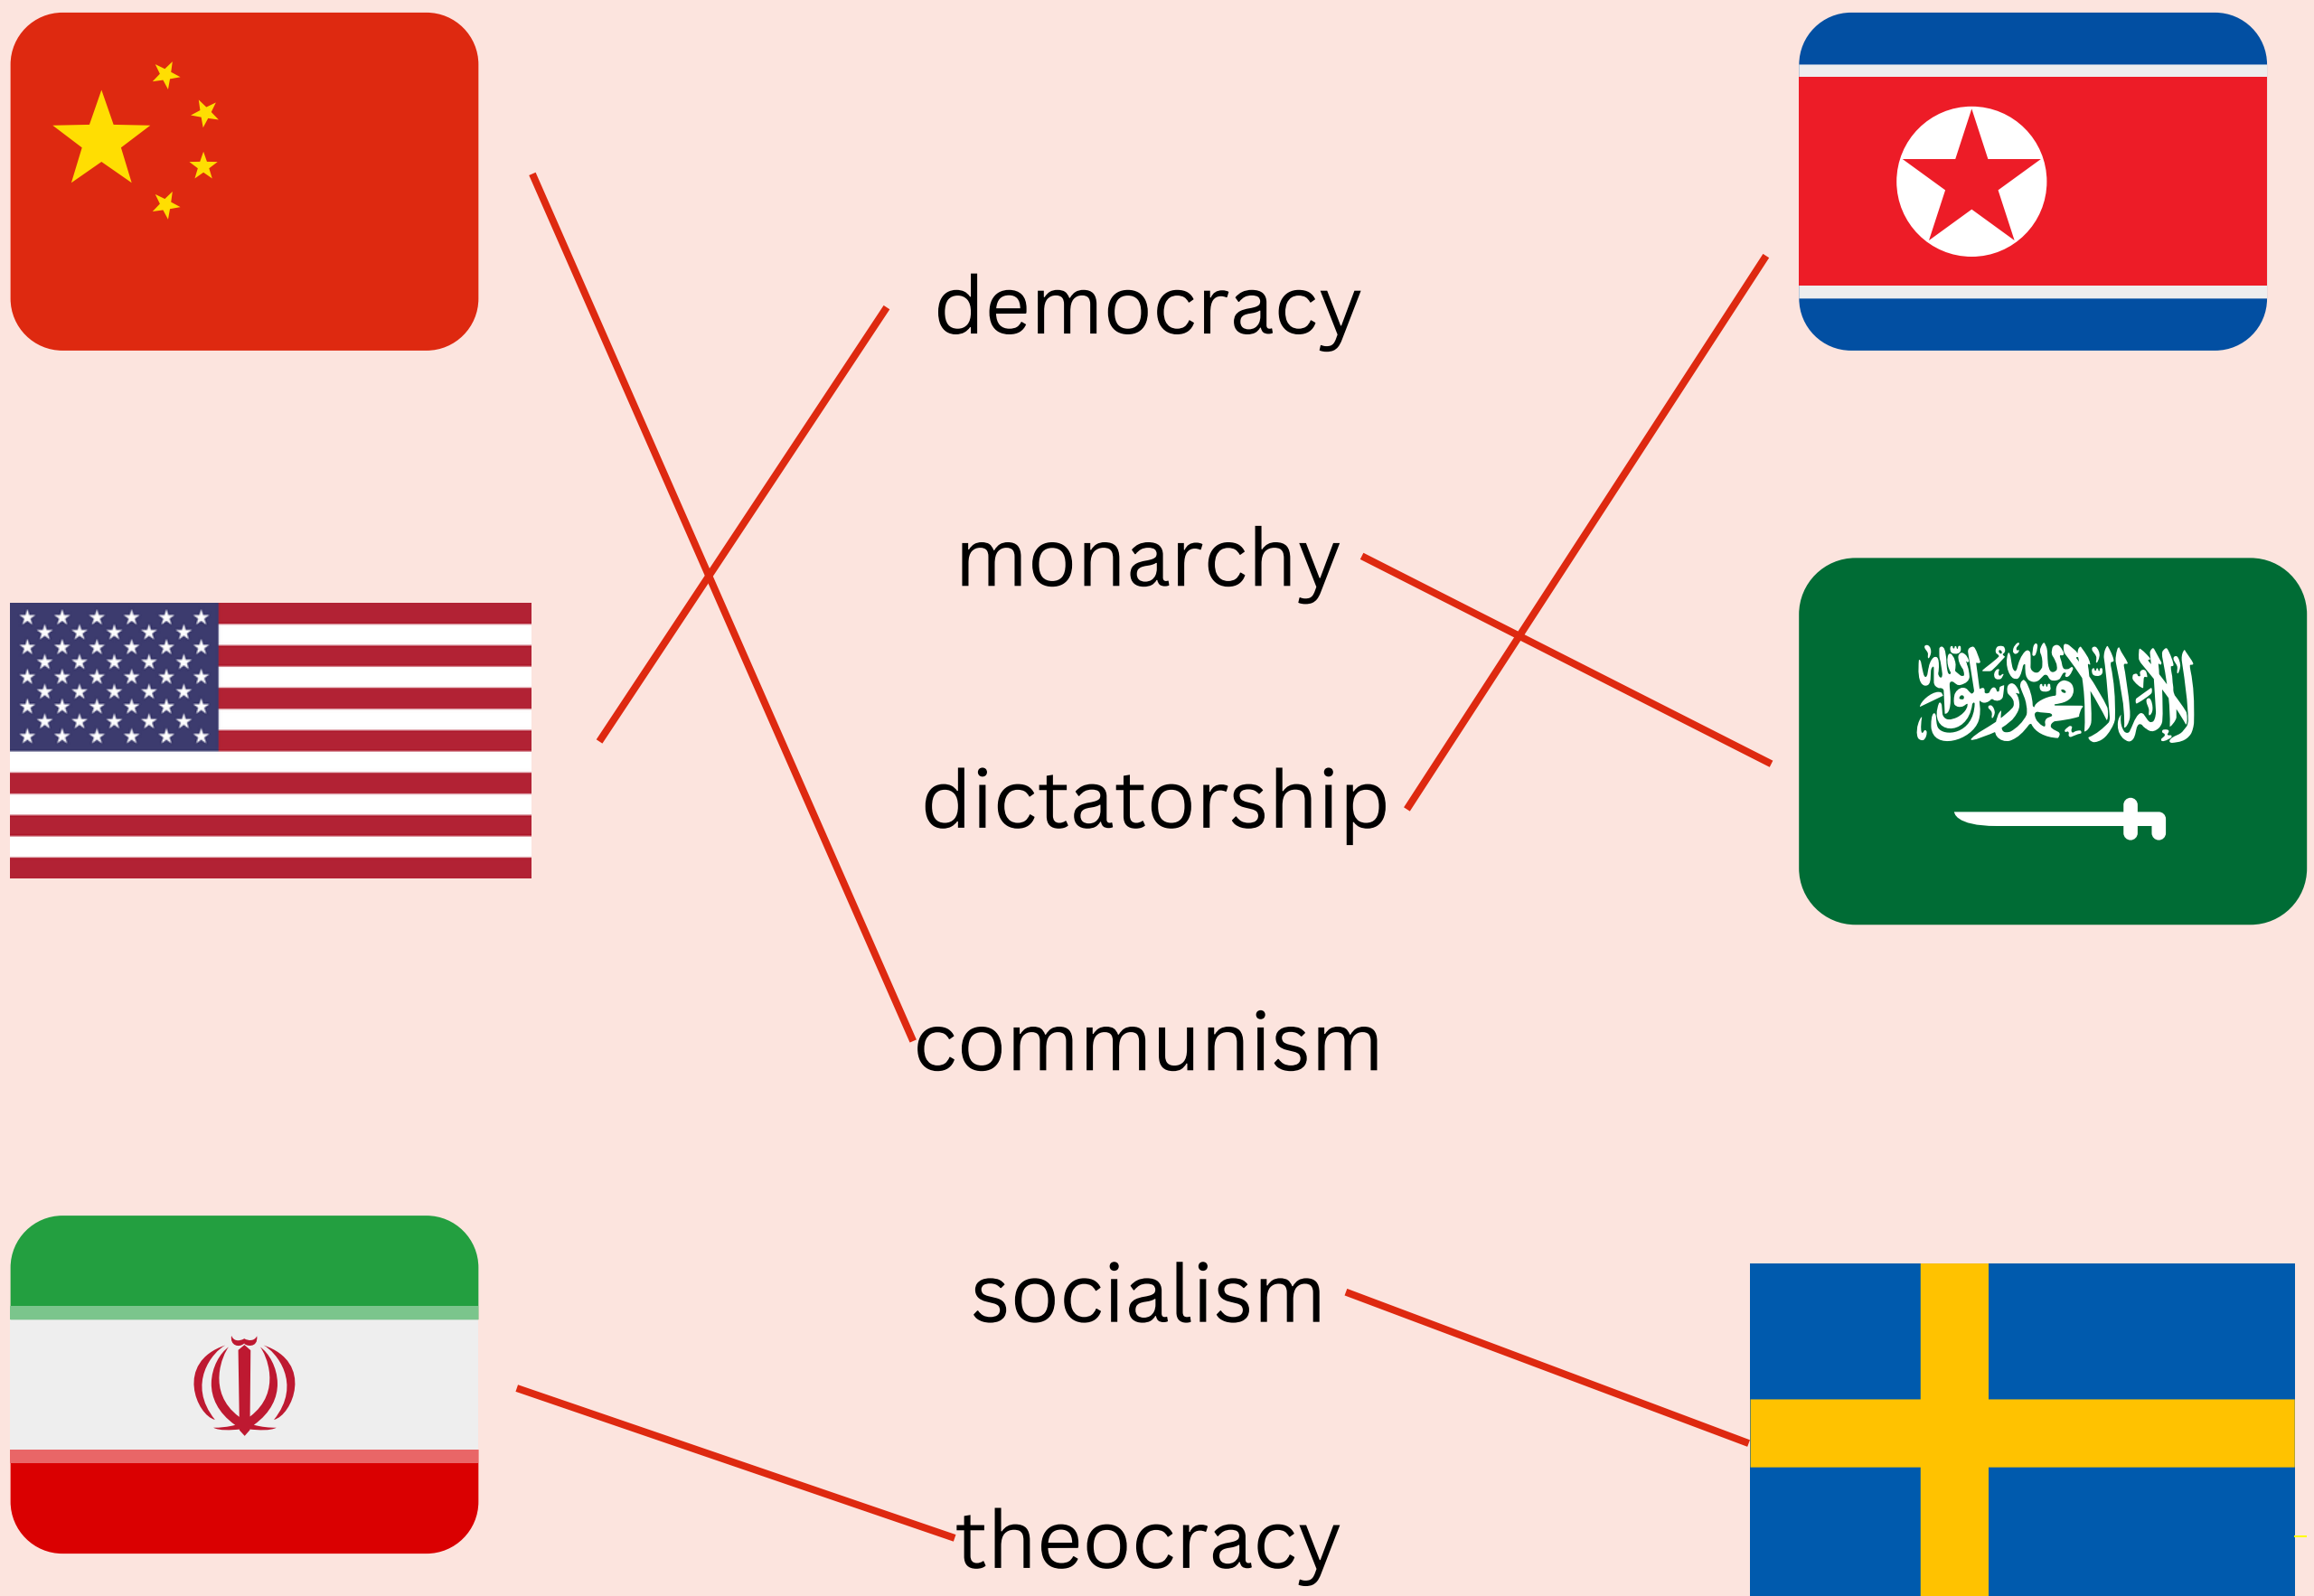 democracy
monarchy
لا إله إلا الله محمد رسول الله
dictatorship
communism
socialism
theocracy